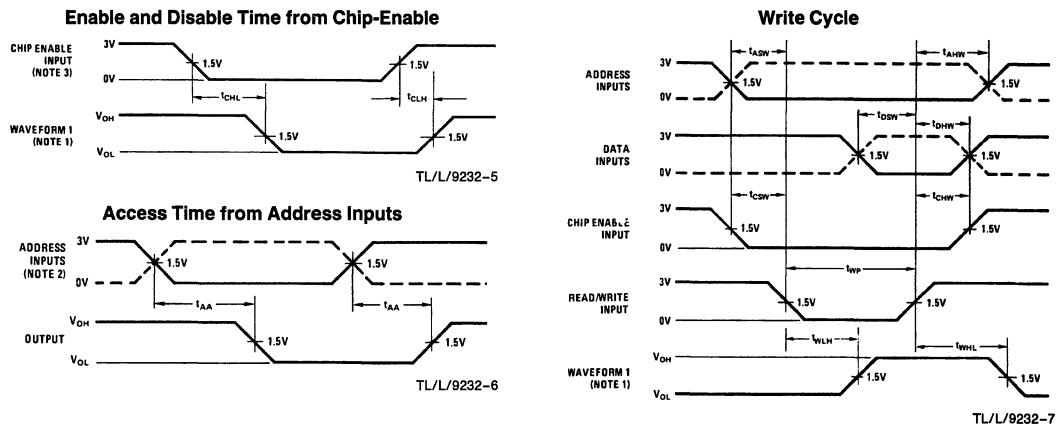 Enable and Disable Time from Chip-Enable
CHIP ENABLE
INPUT
(NOTE 3)
3V
0V
1.5V
1.5V
tCHL
tCLH
WAVEFORM 1
(NOTE 1)
VOH
VOL
1.5V
1.5V
TL/L/9232-5
Access Time from Address Inputs
ADDRESS
INPUTS
(NOTE 2)
3V
0V
1.5V
1.5V
tAA
tAA
OUTPUT
VOH
VOL
1.5V
1.5V
TL/L/9232-6
Write Cycle
tASW
tAHW
ADDRESS
INPUTS
3V
0V
1.5V
1.5V
tDSW
tDHW
DATA
INPUTS
3V
0V
1.5V
1.5V
tCSW
tCHW
CHIP ENABLE
INPUT
3V
0V
1.5V
1.5V
tWP
READ/WRITE
INPUT
3V
0V
1.5V
1.5V
tWLH
tWHL
WAVEFORM 1
(NOTE 1)
VOH
VOL
1.5V
1.5V
TL/L/9232-7